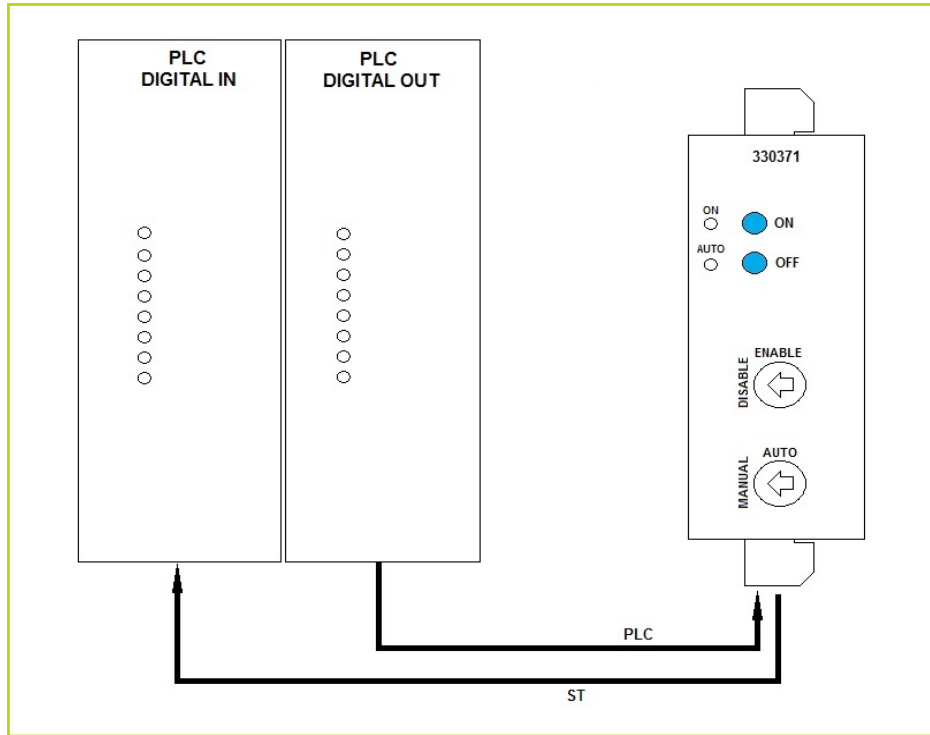 PLC
DIGITAL IN
PLC
DIGITAL OUT
330371
ON
ON
AUTO
OFF
ENABLE
DISABLE
AUTO
MANUAL
PLC
ST